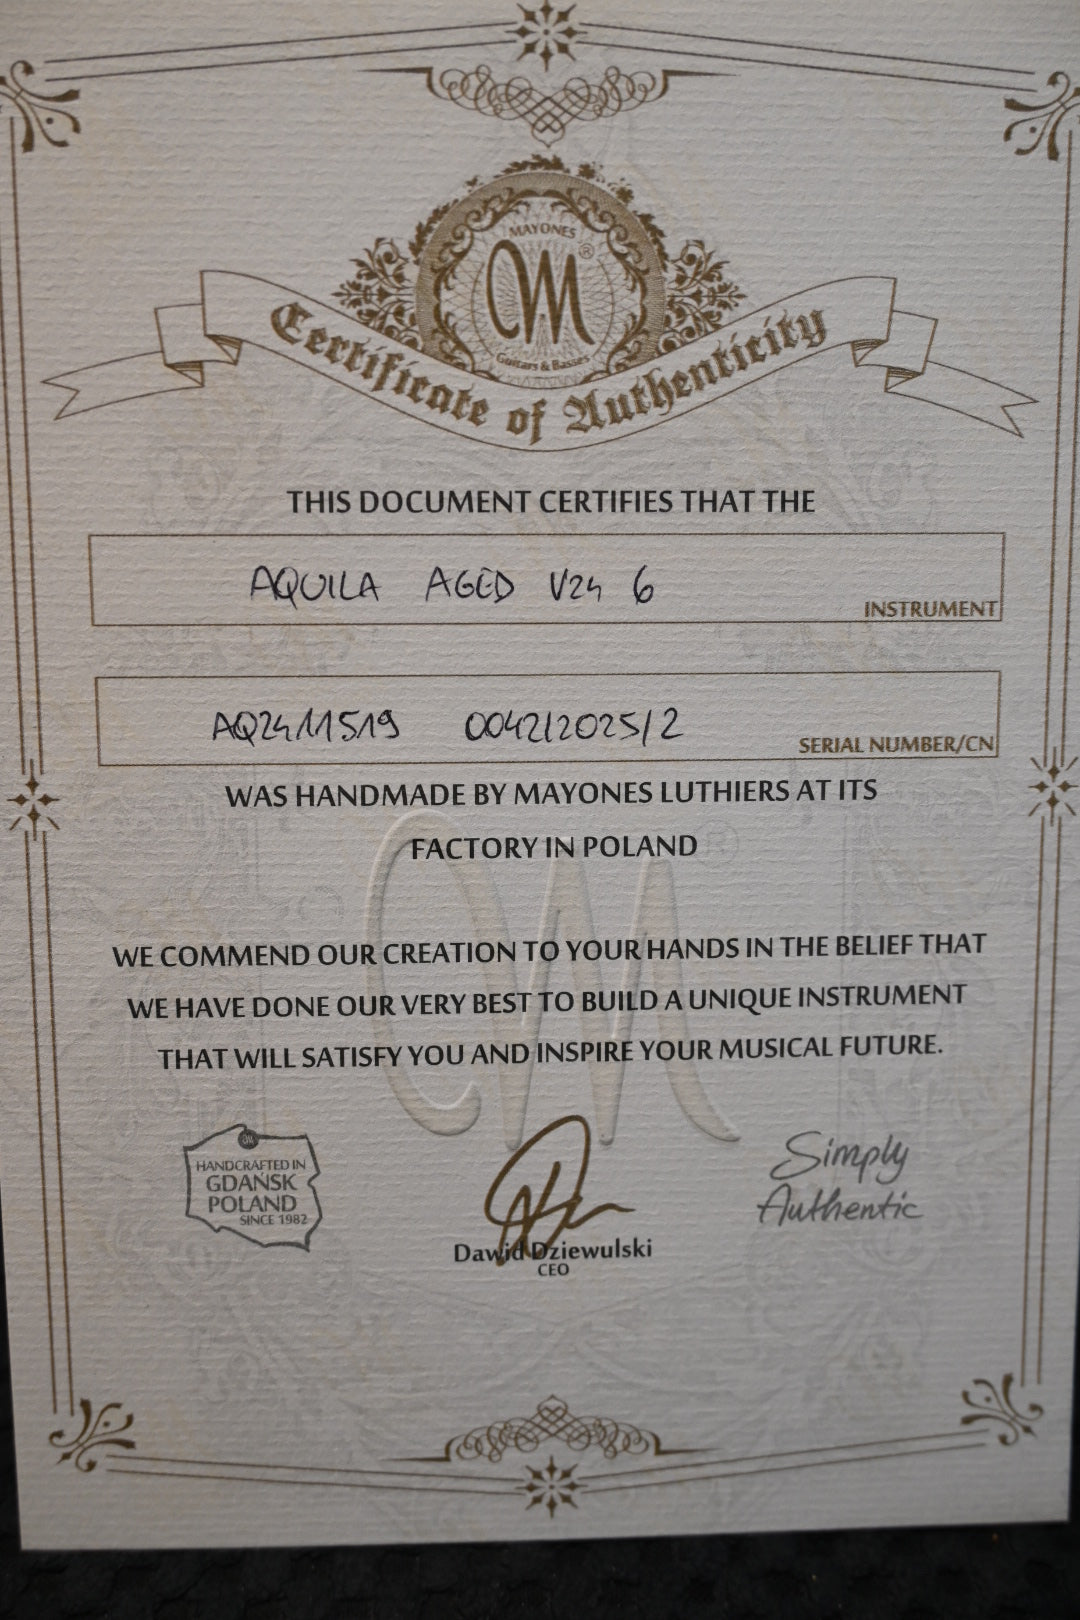 MAYONES
M
®
Guitars & Basses
Certificate of Authenticity
THIS DOCUMENT CERTIFIES THAT THE
AQUILA AGED V24 6
INSTRUMENT
AQ2411519 0042/2025/2
SERIAL NUMBER/CN
WAS HANDMADE BY MAYONES LUTHIERS AT ITS
FACTORY IN POLAND
WE COMMEND OUR CREATION TO YOUR HANDS IN THE BELIEF THAT
WE HAVE DONE OUR VERY BEST TO BUILD A UNIQUE INSTRUMENT
THAT WILL SATISFY YOU AND INSPIRE YOUR MUSICAL FUTURE.
HANDCRAFTED IN
GDAŃSK
POLAND
SINCE 1982
Dawid Dziewulski
CEO
Simply
Authentic